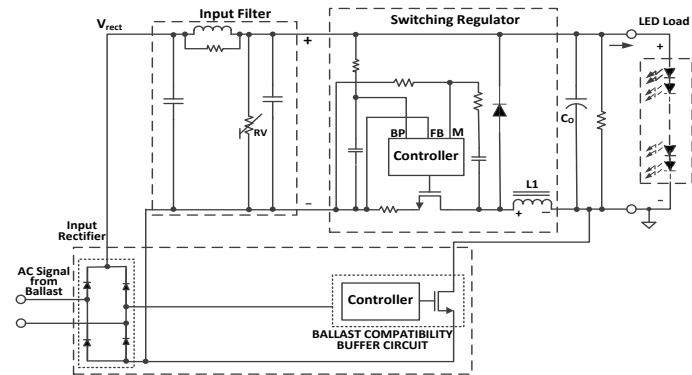 Input Filter
Switching Regulator
LED Load
Vrect
+
+
RV
BP FB M
Controller
CO
L1
+ −
−
−
Input
Rectifier
AC Signal
from
Ballast
Controller
BALLAST COMPATIBILITY
BUFFER CIRCUIT